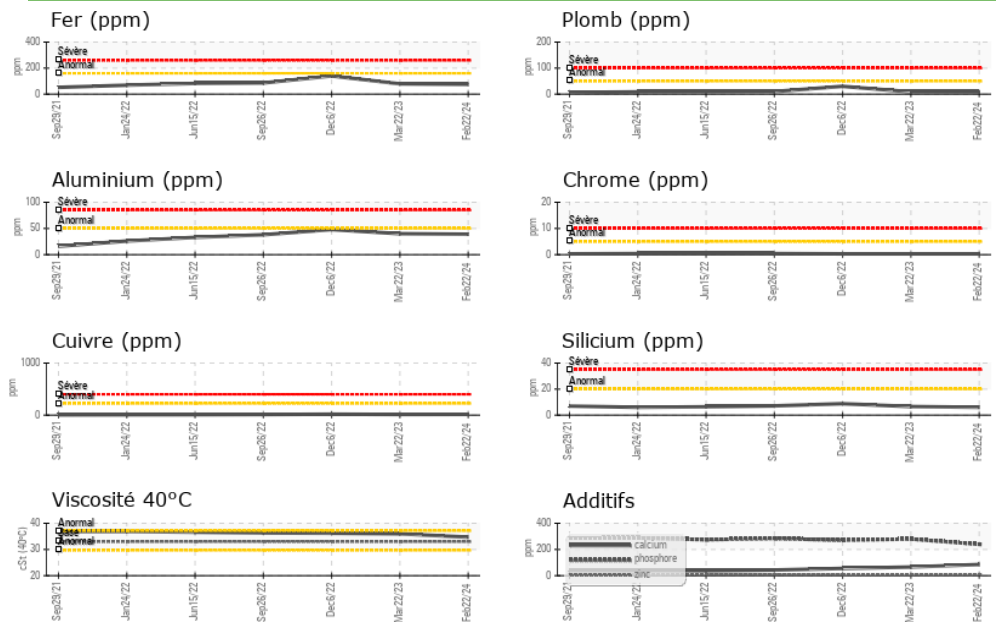 Fer (ppm)
400
200
0
ppm
Sévère
Anormal
Sep29/21
Jan24/22
Jun15/22
Sep26/22
Dec6/22
Mar22/23
Feb22/24
Plomb (ppm)
200
100
0
ppm
Sévère
Anormal
Sep29/21
Jan24/22
Jun15/22
Sep26/22
Dec6/22
Mar22/23
Feb22/24
Aluminium (ppm)
100
50
0
ppm
Sévère
Anormal
Sep29/21
Jan24/22
Jun15/22
Sep26/22
Dec6/22
Mar22/23
Feb22/24
Chrome (ppm)
20
10
0
ppm
Sévère
Anormal
Sep29/21
Jan24/22
Jun15/22
Sep26/22
Dec6/22
Mar22/23
Feb22/24
Cuivre (ppm)
1000
0
ppm
Sévère
Anormal
Sep29/21
Jan24/22
Jun15/22
Sep26/22
Dec6/22
Mar22/23
Feb22/24
Silicium (ppm)
40
20
0
ppm
Sévère
Anormal
Sep29/21
Jan24/22
Jun15/22
Sep26/22
Dec6/22
Mar22/23
Feb22/24
Viscosité 40°C
40
30
20
cSt (40°C)
Anormal
Base
Anormal
Sep29/21
Jan24/22
Jun15/22
Sep26/22
Dec6/22
Mar22/23
Feb22/24
Additifs
400
200
0
ppm
calcium
phosphore
zinc
Sep29/21
Jan24/22
Jun15/22
Sep26/22
Dec6/22
Mar22/23
Feb22/24